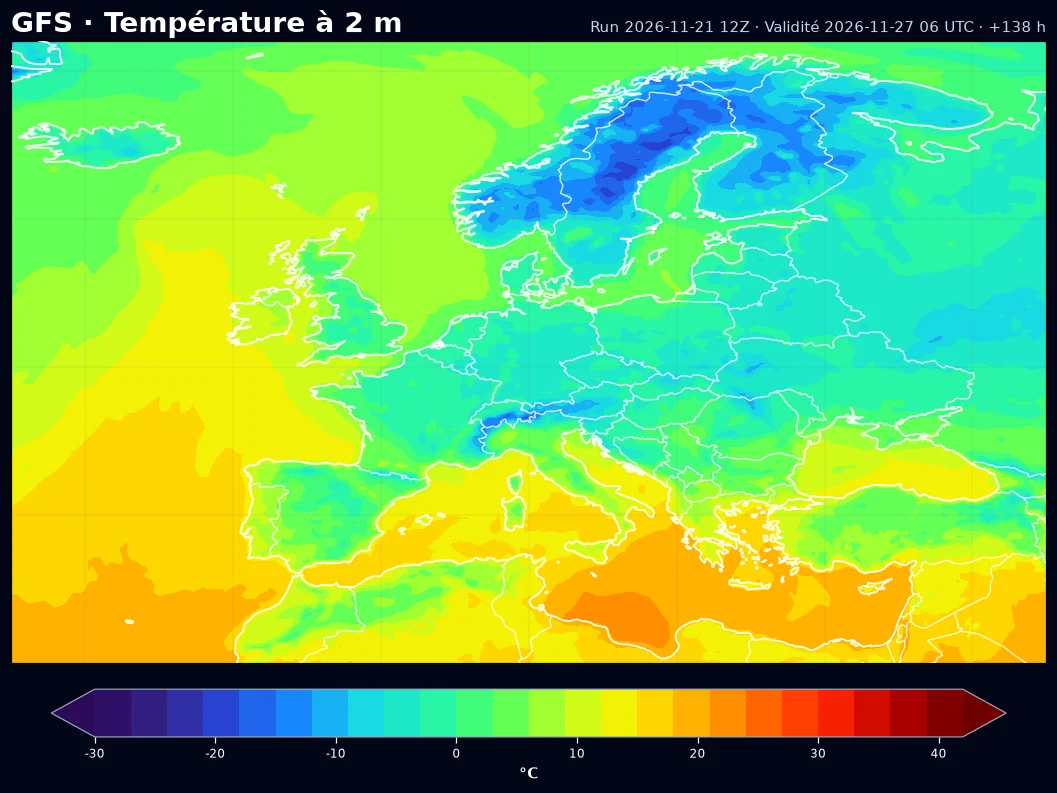 GFS · Température à 2 m
Run 2026-11-21 12Z · Validité 2026-11-27 06 UTC · +138 h
-30 -20 -10 0 10 20 30 40
°C